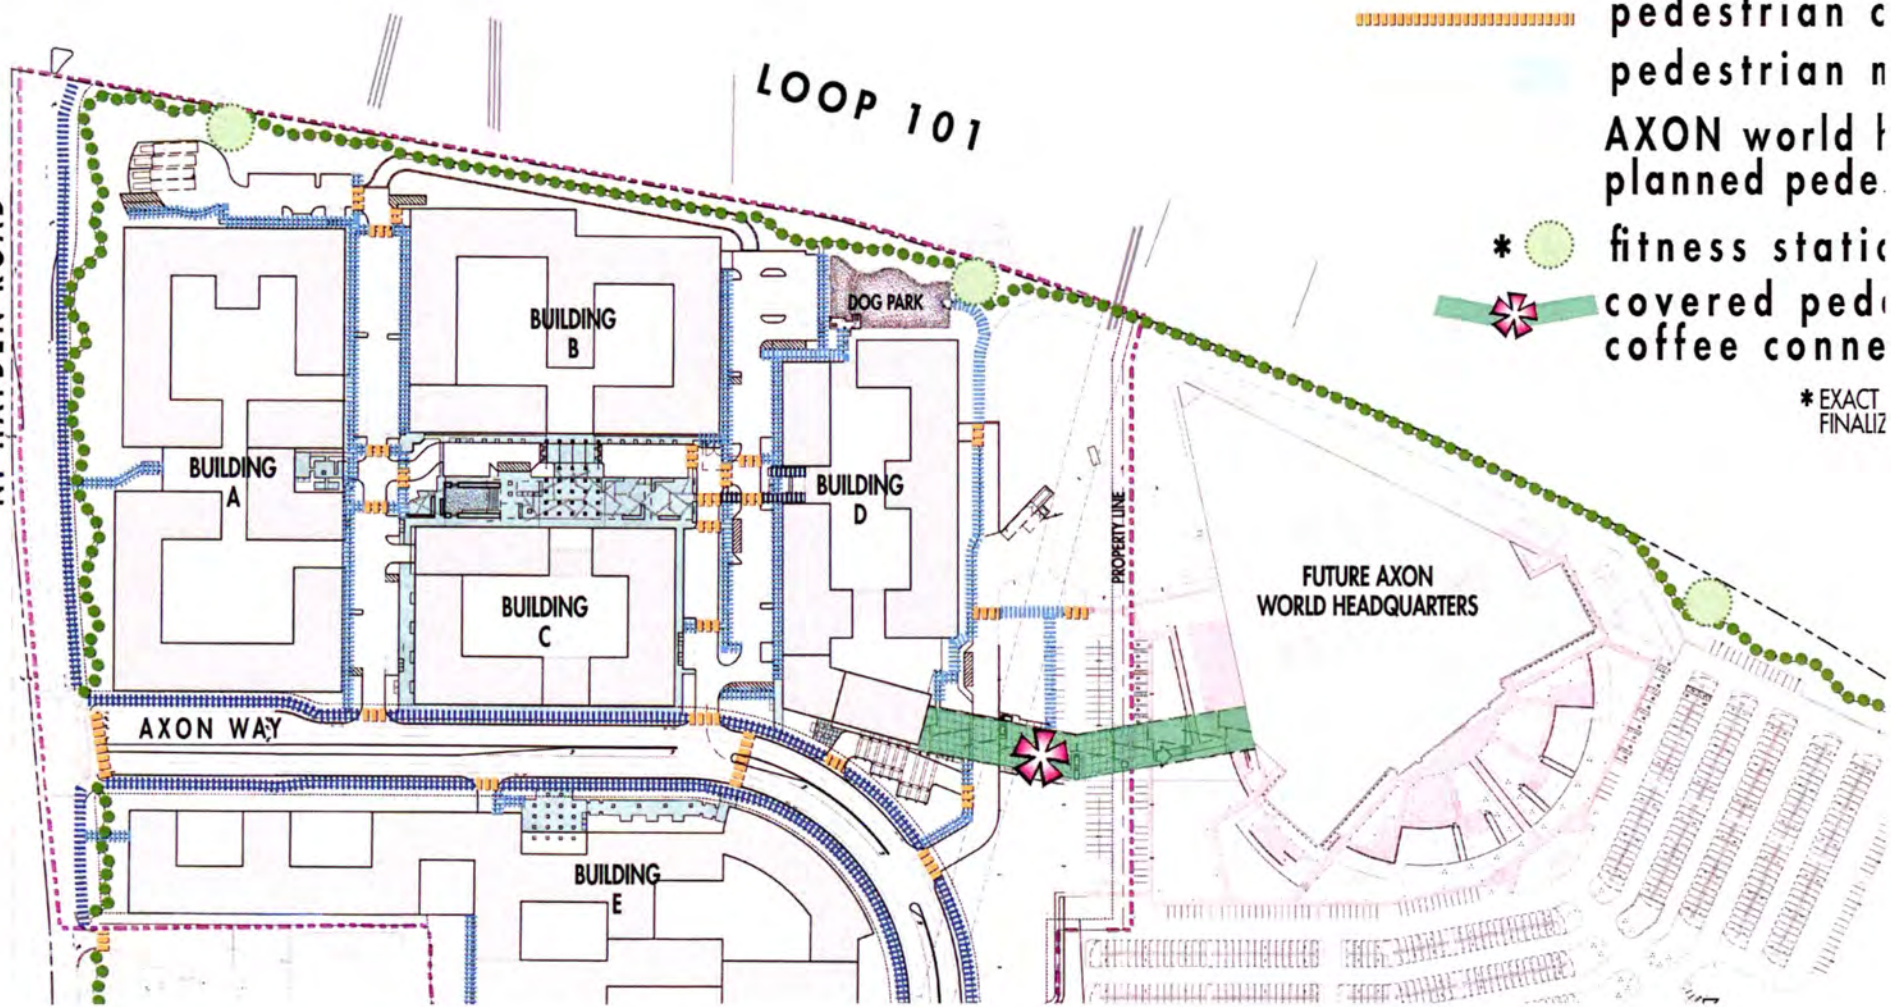 pedestrian c
pedestrian n
AXON world h
planned pede
* fitness static
covered pede
coffee conne
* EXACT
FINALIZ
LOOP 101
DOG PARK
BUILDING
B
BUILDING
A
BUILDING
D
BUILDING
C
PROPERTY LINE
FUTURE AXON
WORLD HEADQUARTERS
AXON WAY
BUILDING
E